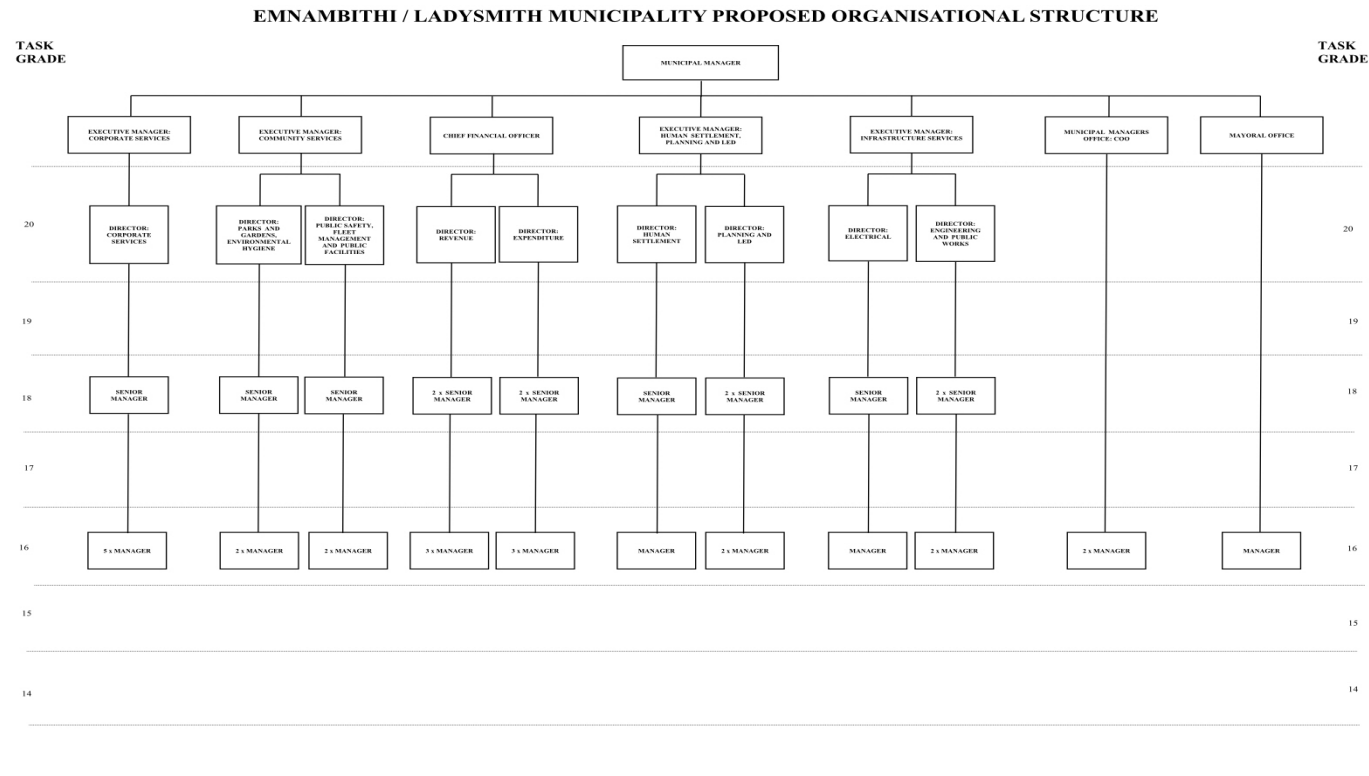 EMNAMBITHI / LADYSMITH MUNICIPALITY PROPOSED ORGANISATIONAL STRUCTURE
TASK
GRADE
TASK
GRADE
MUNICIPAL MANAGER
EXECUTIVE MANAGER:
CORPORATE SERVICES
EXECUTIVE MANAGER:
COMMUNITY SERVICES
CHIEF FINANCIAL OFFICER
EXECUTIVE MANAGER:
HUMAN SETTLEMENT,
PLANNING AND LED
EXECUTIVE MANAGER:
INFRASTRUCTURE SERVICES
MUNICIPAL MANAGERS
OFFICE: COO
MAYORAL OFFICE
20
DIRECTOR:
CORPORATE
SERVICES
DIRECTOR:
PARKS AND
GARDENS,
ENVIRONMENTAL
HYGIENE
DIRECTOR:
PUBLIC SAFETY,
FLEET
MANAGEMENT
AND PUBLIC
FACILITIES
DIRECTOR:
REVENUE
DIRECTOR:
EXPENDITURE
DIRECTOR:
HUMAN
SETTLEMENT
DIRECTOR:
PLANNING AND
LED
DIRECTOR:
ELECTRICAL
DIRECTOR:
ENGINEERING
AND PUBLIC
WORKS
20
19
19
18
SENIOR
MANAGER
SENIOR
MANAGER
SENIOR
MANAGER
2 x SENIOR
MANAGER
2 x SENIOR
MANAGER
SENIOR
MANAGER
2 x SENIOR
MANAGER
SENIOR
MANAGER
2 x SENIOR
MANAGER
18
17
17
16
5 x MANAGER
2 x MANAGER
2 x MANAGER
3 x MANAGER
3 x MANAGER
MANAGER
2 x MANAGER
MANAGER
2 x MANAGER
2 x MANAGER
MANAGER
16
15
15
14
14